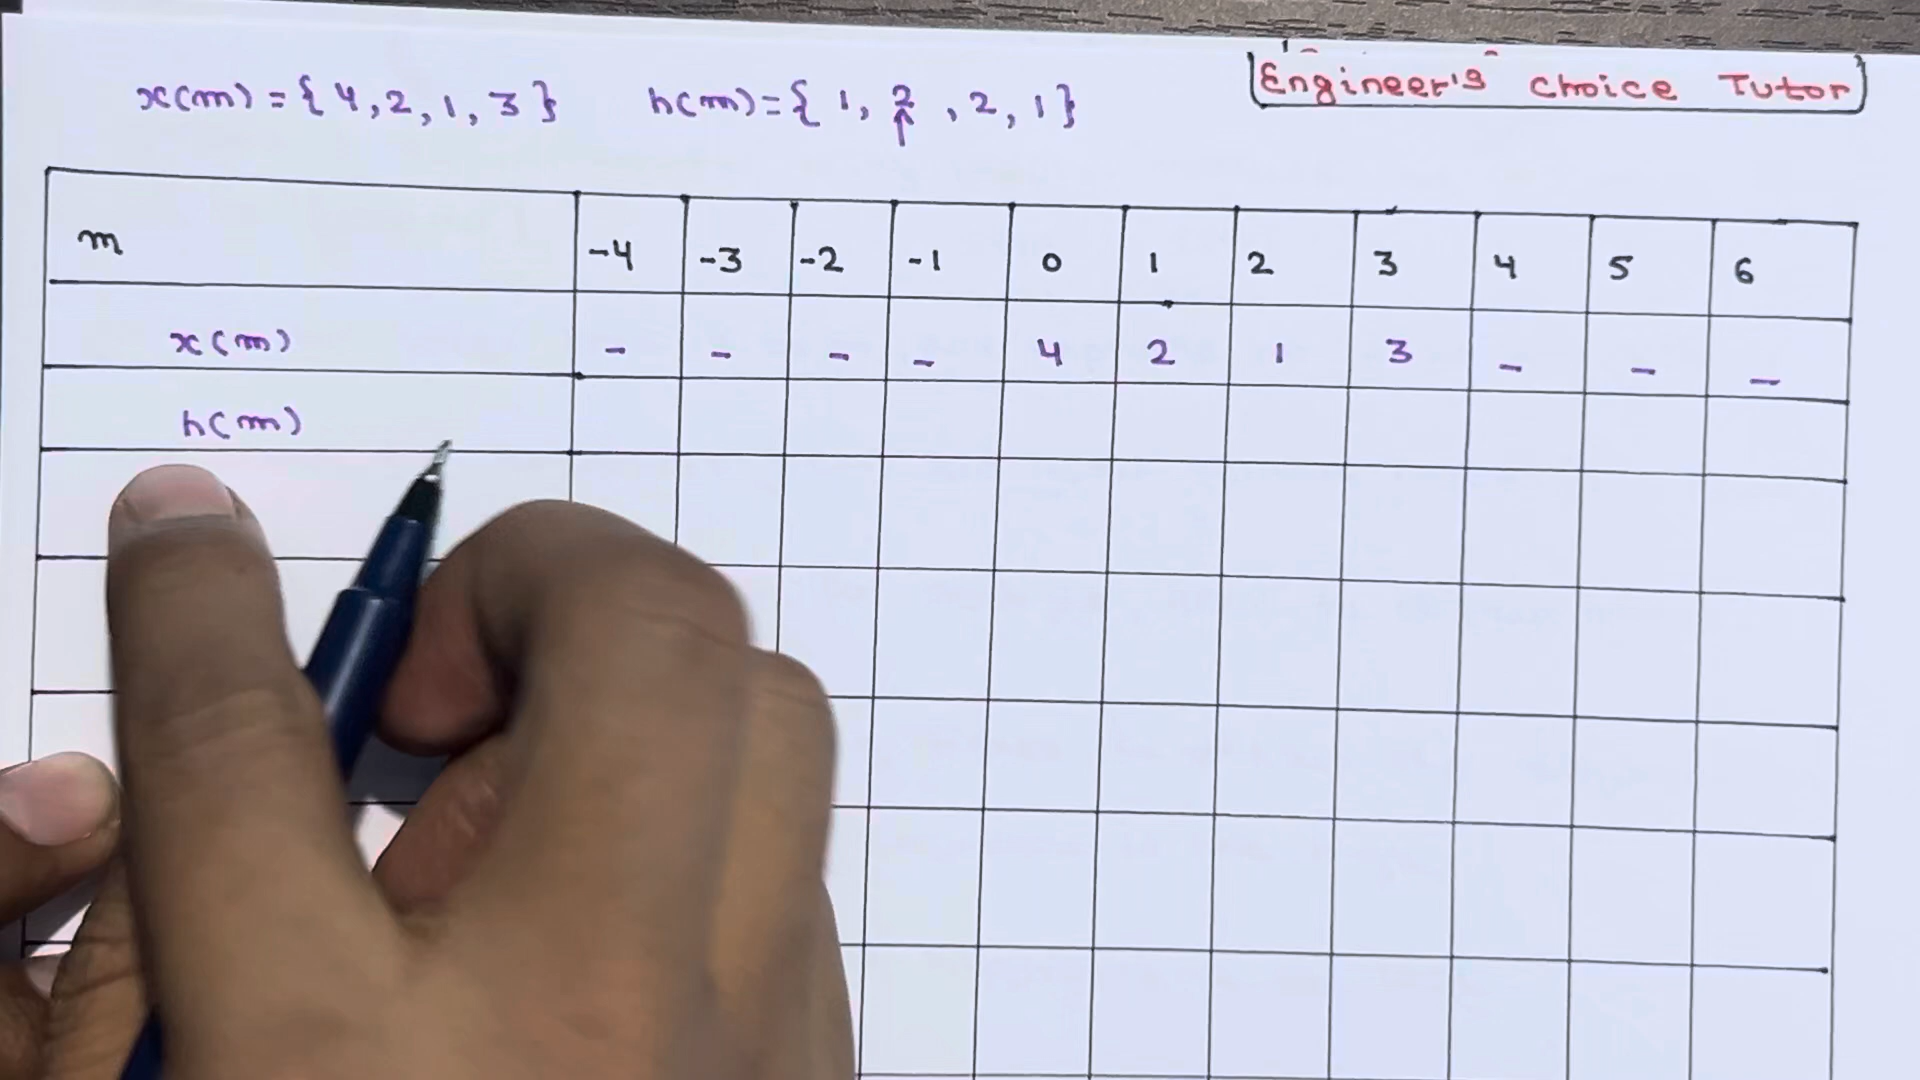 x(m) = { 4, 2, 1, 3 } h(m) = { 1, 2, 2, 1 }
↑
Engineer's choice Tutor
m -4 -3 -2 -1 0 1 2 3 4 5 6
x(m) - - - - 4 2 1 3 - - -
h(m)